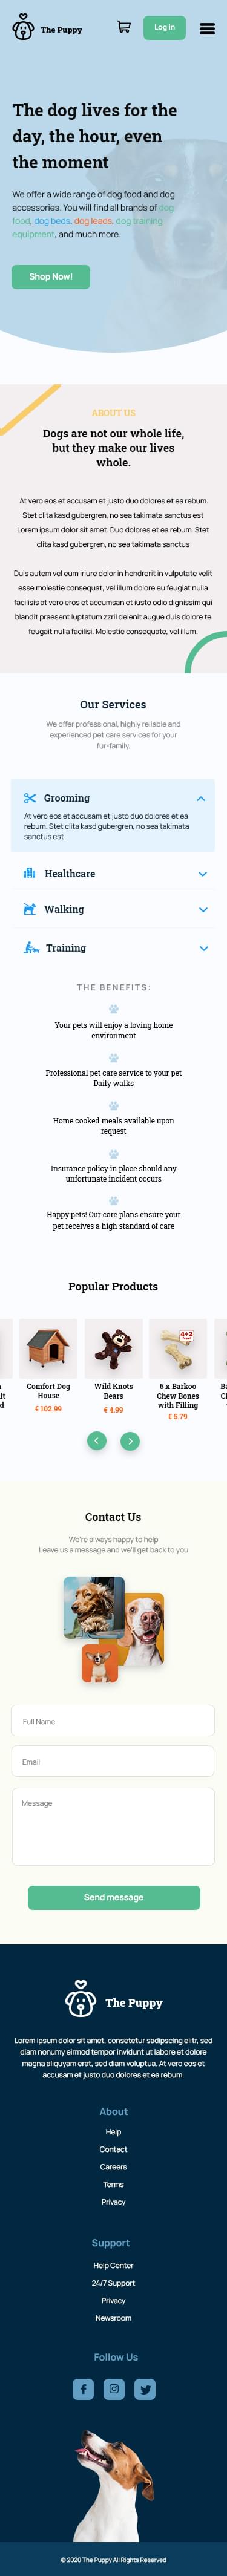 The Puppy
Log in
The dog lives for the
day, the hour, even
the moment
We offer a wide range of dog food and dog
accessories. You will find all brands of dog
food, dog beds, dog leads, dog training
equipment, and much more.
Shop Now!
ABOUT US
Dogs are not our whole life,
but they make our lives
whole.
At vero eos et accusam et justo duo dolores et ea rebum.
Stet clita kasd gubergren, no sea takimata sanctus est
Lorem ipsum dolor sit amet. Duo dolores et ea rebum. Stet
clita kasd gubergren, no sea takimata sanctus
Duis autem vel eum iriure dolor in hendrerit in vulputate velit
esse molestie consequat, vel illum dolore eu feugiat nulla
facilisis at vero eros et accumsan et iusto odio dignissim qui
blandit praesent luptatum zzril delenit augue duis dolore te
feugait nulla facilisi. Molestie consequate, vel illum.
Our Services
We offer professional, highly reliable and
experienced pet care services for your
fur-family.
Grooming
At vero eos et accusam et justo duo dolores et ea
rebum. Stet clita kasd gubergren, no sea takimata
sanctus est
Healthcare
Walking
Training
THE BENEFITS:
Your pets will enjoy a loving home
environment
Professional pet care service to your pet
Daily walks
Home cooked meals available upon
request
Insurance policy in place should any
unfortunate incident occurs
Happy pets! Our care plans ensure your
pet receives a high standard of care
Popular Products
4+2
Comfort Dog
House
€ 102.99
Wild Knots
Bears
€ 4.99
6 x Barkoo
Chew Bones
with Filling
€ 5.79
Contact Us
We're always happy to help
Leave us a message and we'll get back to you
Full Name
Email
Message
Send message
The Puppy
Lorem ipsum dolor sit amet, consetetur sadipscing elitr, sed
diam nonumy eirmod tempor invidunt ut labore et dolore
magna aliquyam erat, sed diam voluptua. At vero eos et
accusam et justo duo dolores et ea rebum.
About
Help
Contact
Careers
Terms
Privacy
Support
Help Center
24/7 Support
Privacy
Newsroom
Follow Us
© 2020 The Puppy All Rights Reserved